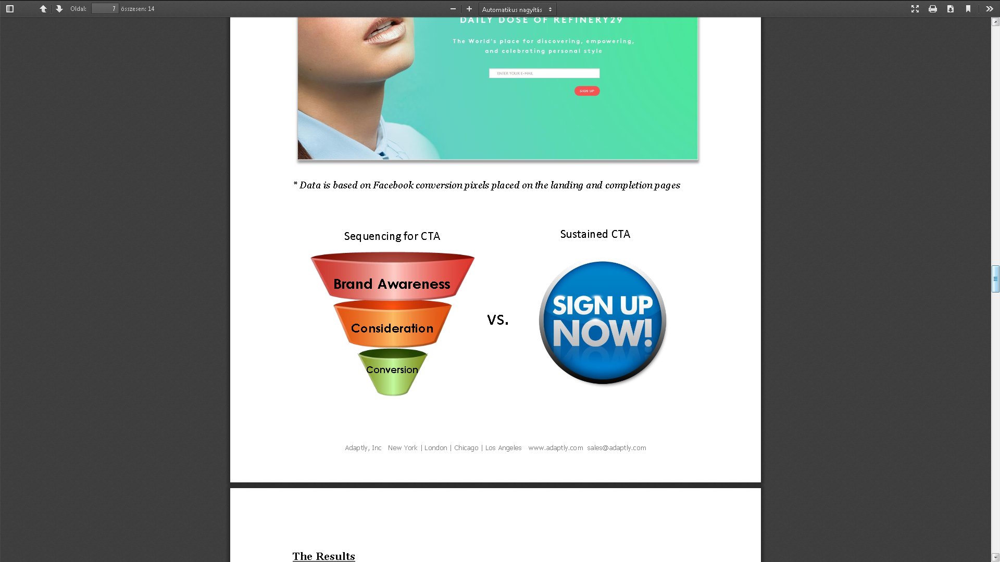 Oldal: 7 összesen: 14 Automatikus nagyítás
DAILY DOSE OF REFINERY29
The World's place for discovering, empowering,
and celebrating personal style
ENTER YOUR E-MAIL
SIGN UP
* Data is based on Facebook conversion pixels placed on the landing and completion pages
Sequencing for CTA
Sustained CTA
Brand Awareness
Consideration
Conversion
vs.
SIGN UP
NOW!
Adaptly, Inc New York | London | Chicago | Los Angeles www.adaptly.com sales@adaptly.com
The Results